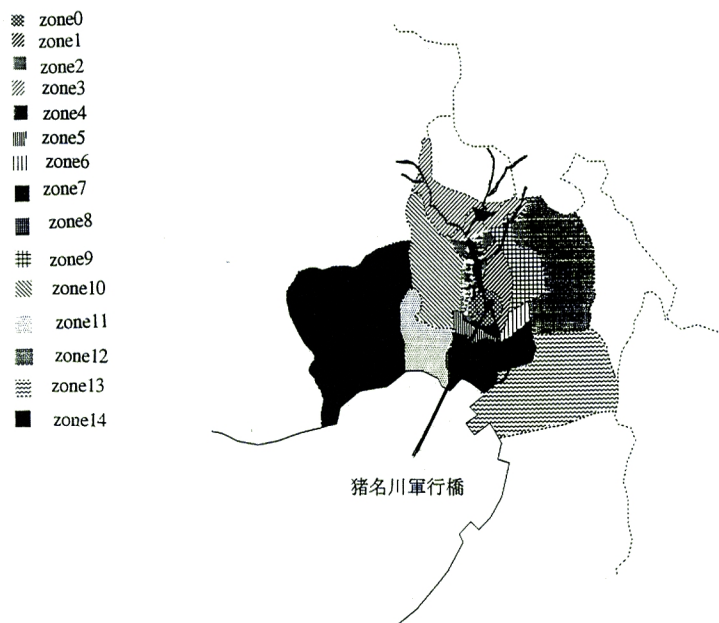 zone0
zone1
zone2
zone3
zone4
zone5
zone6
zone7
zone8
zone9
zone10
zone11
zone12
zone13
zone14
猪名川軍行橋